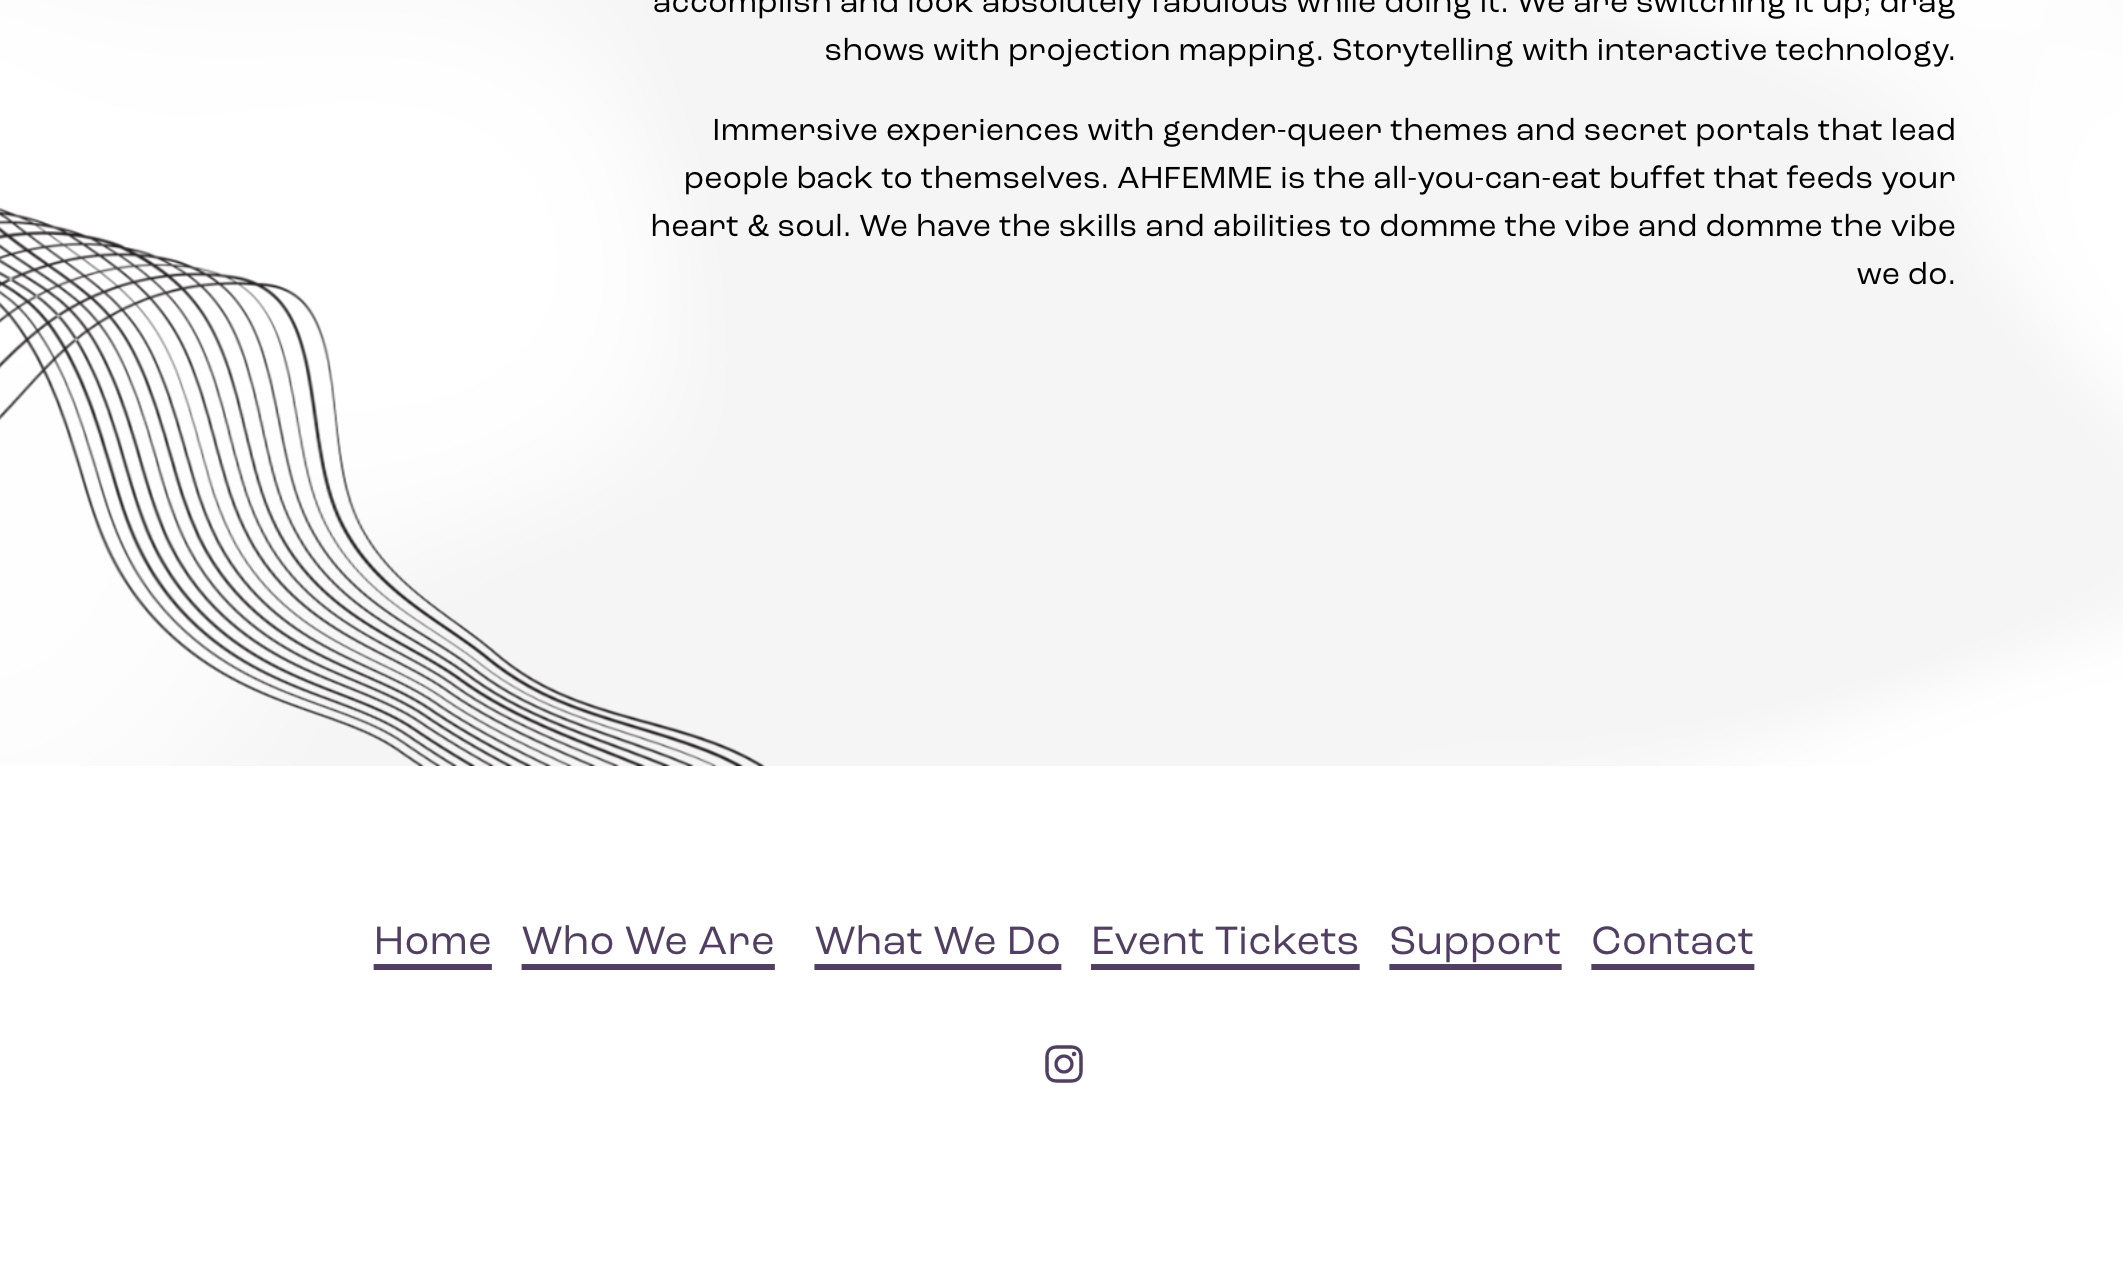 accomplish and look absolutely fabulous while doing it. We are switching it up; drag
shows with projection mapping. Storytelling with interactive technology.
Immersive experiences with gender-queer themes and secret portals that lead
people back to themselves. AHFEMME is the all-you-can-eat buffet that feeds your
heart & soul. We have the skills and abilities to domme the vibe and domme the vibe
we do.
Home Who We Are What We Do Event Tickets Support Contact